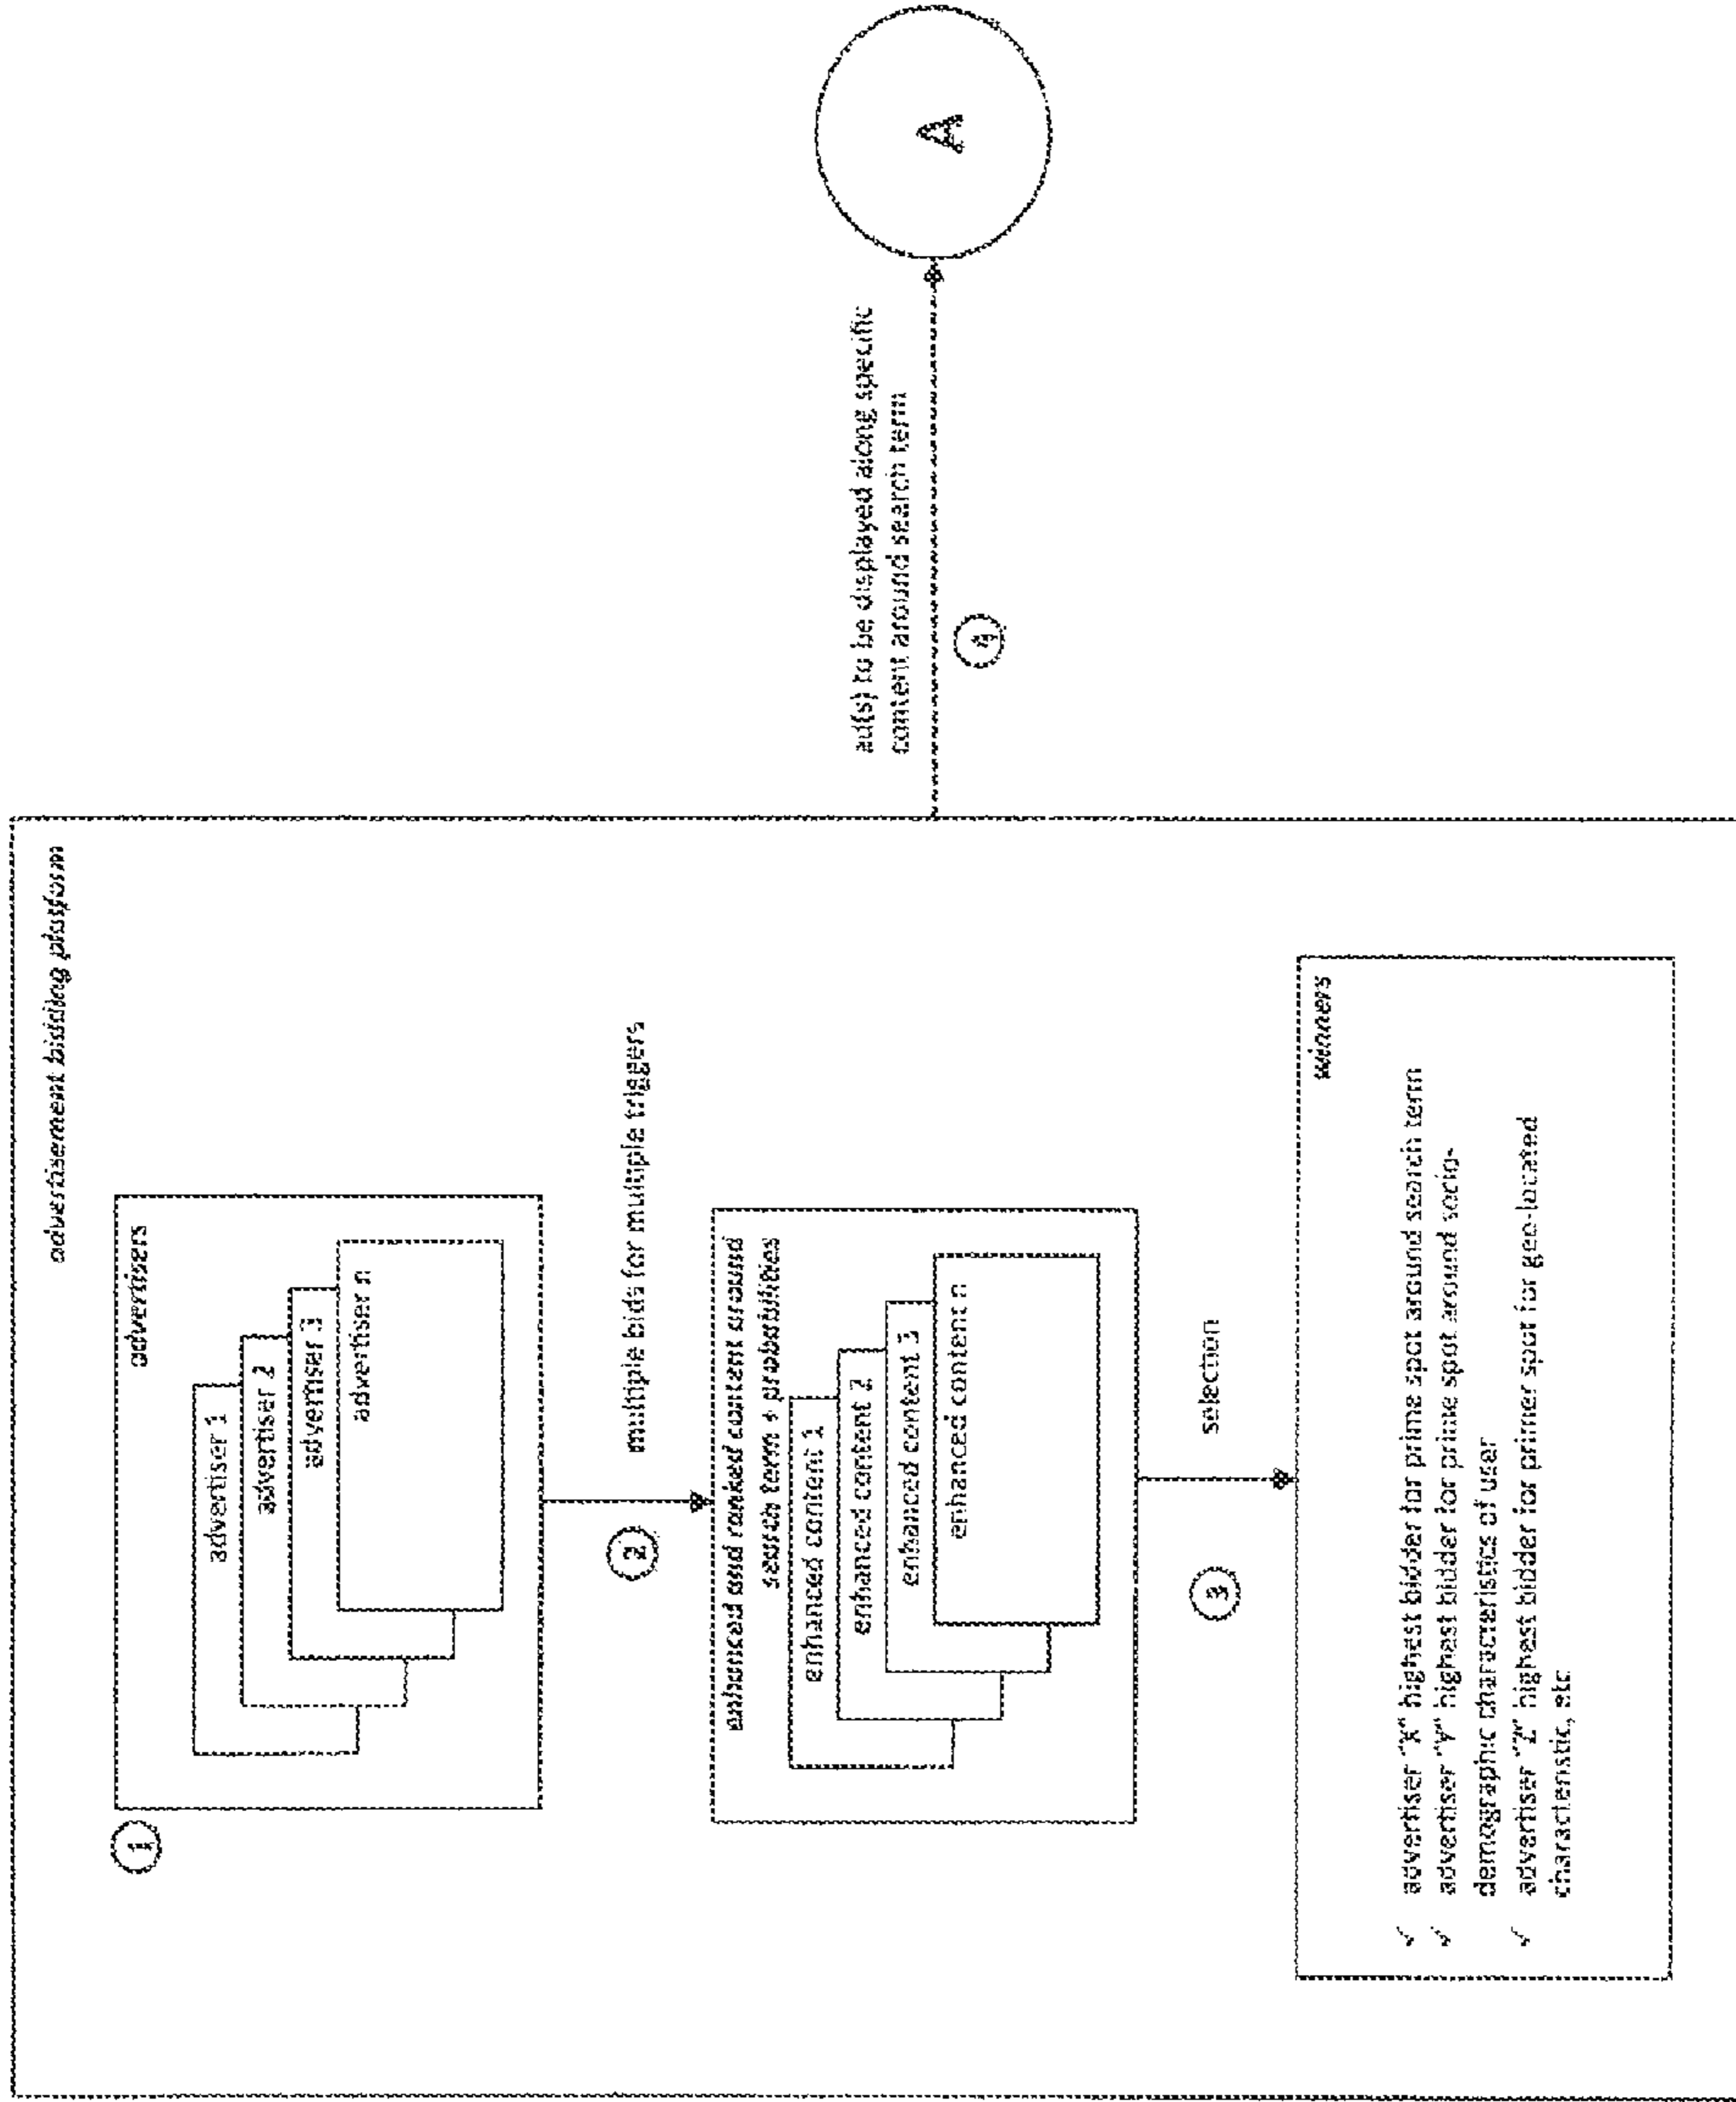 advertisement bidding platform
1
advertisers
advertiser 1
advertiser 2
advertiser 3
advertiser n
2
multiple bids for multiple triggers
enhanced and ranked content around
search term + probabilities
enhanced content 1
enhanced content 2
enhanced content 3
enhanced content n
3
selection
winners
✓ advertiser "X" highest bidder for prime spot around search term
✓ advertiser "Y" highest bidder for prime spot around socio-
demographic characteristics of user
✓ advertiser "Z" highest bidder for primer spot for geo-located
characteristic, etc
ad(s) to be displayed along specific
content around search term
4
A